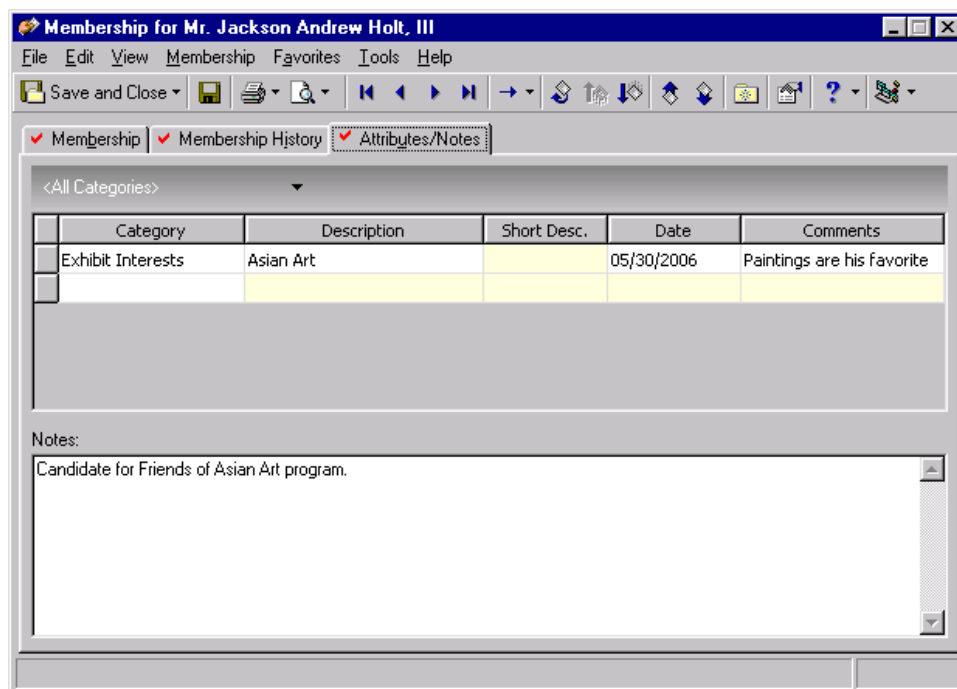 Membership for Mr. Jackson Andrew Holt, III
File Edit View Membership Favorites Tools Help
Save and Close
Membership Membership History Attributes/Notes
<All Categories>
Category Description Short Desc. Date Comments
Exhibit Interests Asian Art 05/30/2006 Paintings are his favorite
Notes:
Candidate for Friends of Asian Art program.